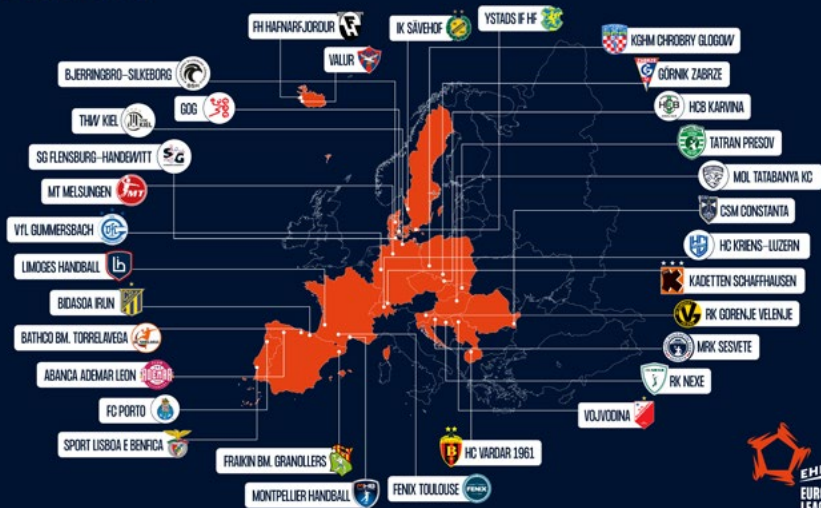 FH HAFNARFJORDUR
VALUR
BJERRINGBRO-SILKEBORG
GOG
THW KIEL
SG FLENSBURG-HANDEWITT
MT MELSUNGEN
VfL GUMMERSBACH
LIMOGES HANDBALL
BIDASOA IRUN
BATHCO BM. TORRELAVEGA
ABANCA ADEMAR LEON
FC PORTO
SPORT LISBOA E BENFICA
FRAIKIN BM. GRANOLLERS
MONTPELLIER HANDBALL
FENIX TOULOUSE
HC VARDAR 1961
IK SÄVEHOF
YSTADS IF HF
KGHM CHROBRY GLOGOW
GÓRNIK ZABRZE
HCB KARVINA
TATRAN PRESOV
MOL TATABANYA KC
CSM CONSTANTA
HC KRIENS-LUZERN
KADETTEN SCHAFFHAUSEN
RK GORENJE VELENJE
MRK SESVETE
RK NEXE
VOJVODINA